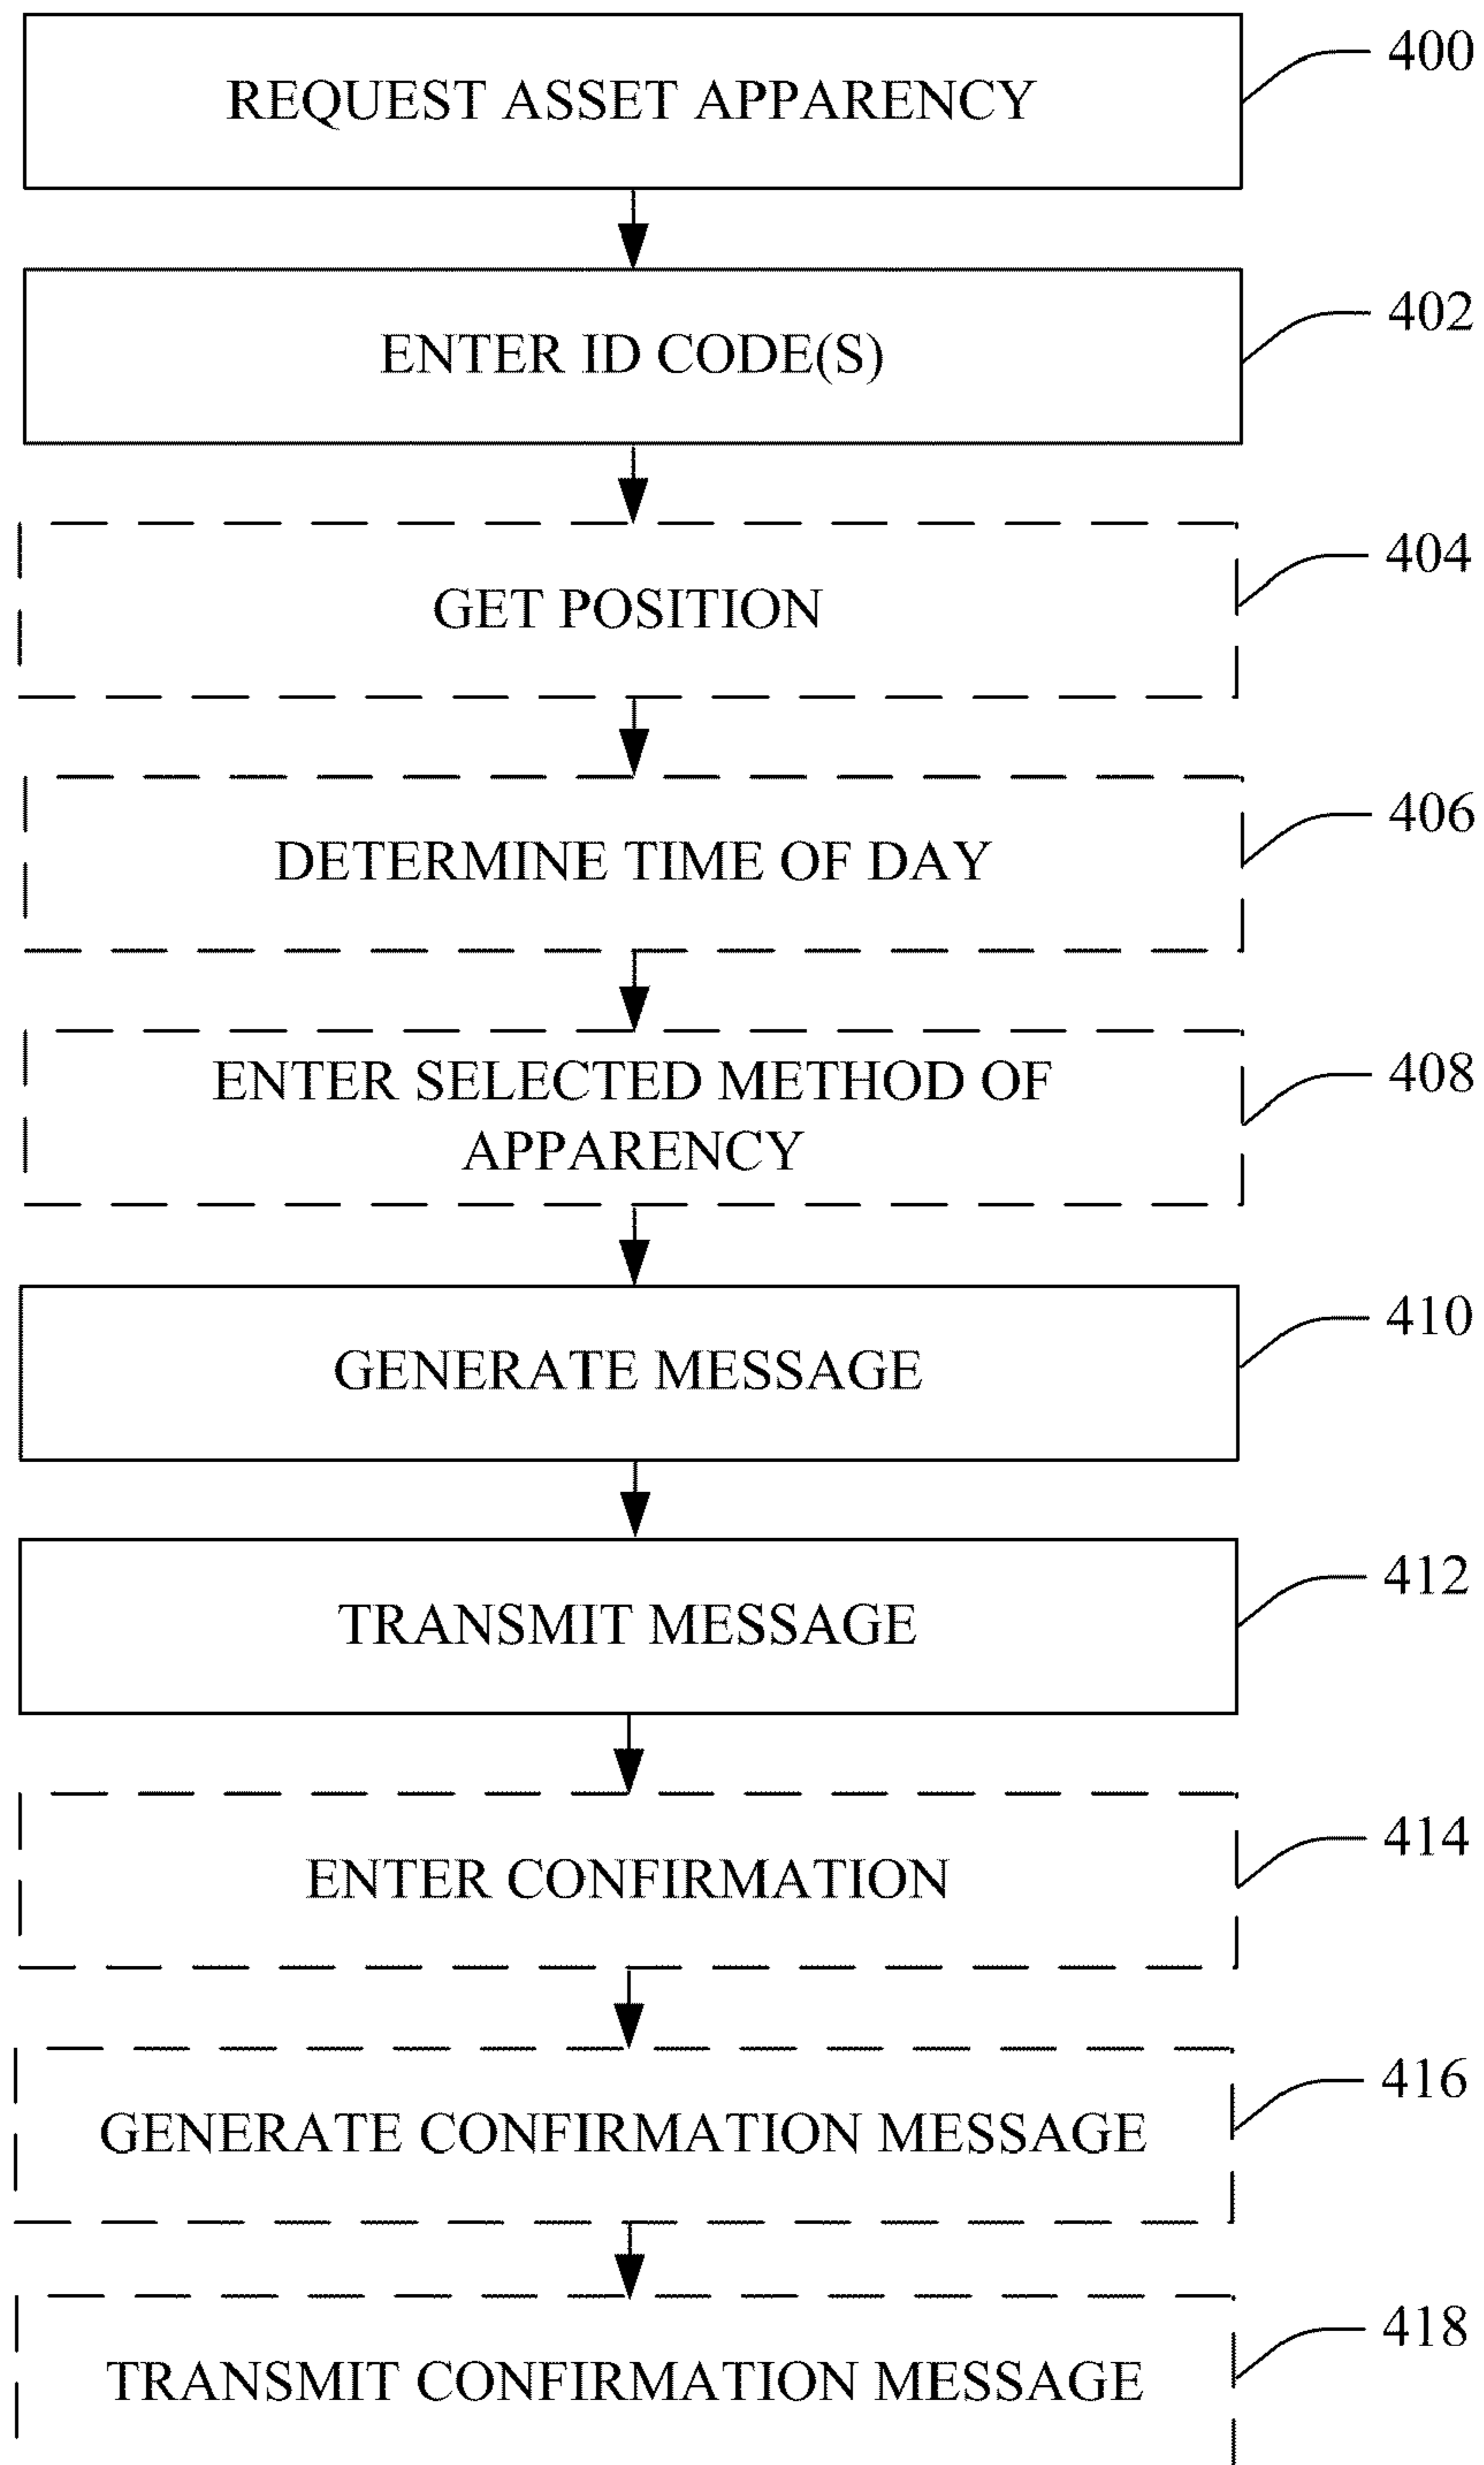 REQUEST ASSET APPARENCY
400
ENTER ID CODE(S)
402
GET POSITION
404
DETERMINE TIME OF DAY
406
ENTER SELECTED METHOD OF
APPARENCY
408
GENERATE MESSAGE
410
TRANSMIT MESSAGE
412
ENTER CONFIRMATION
414
GENERATE CONFIRMATION MESSAGE
416
TRANSMIT CONFIRMATION MESSAGE
418